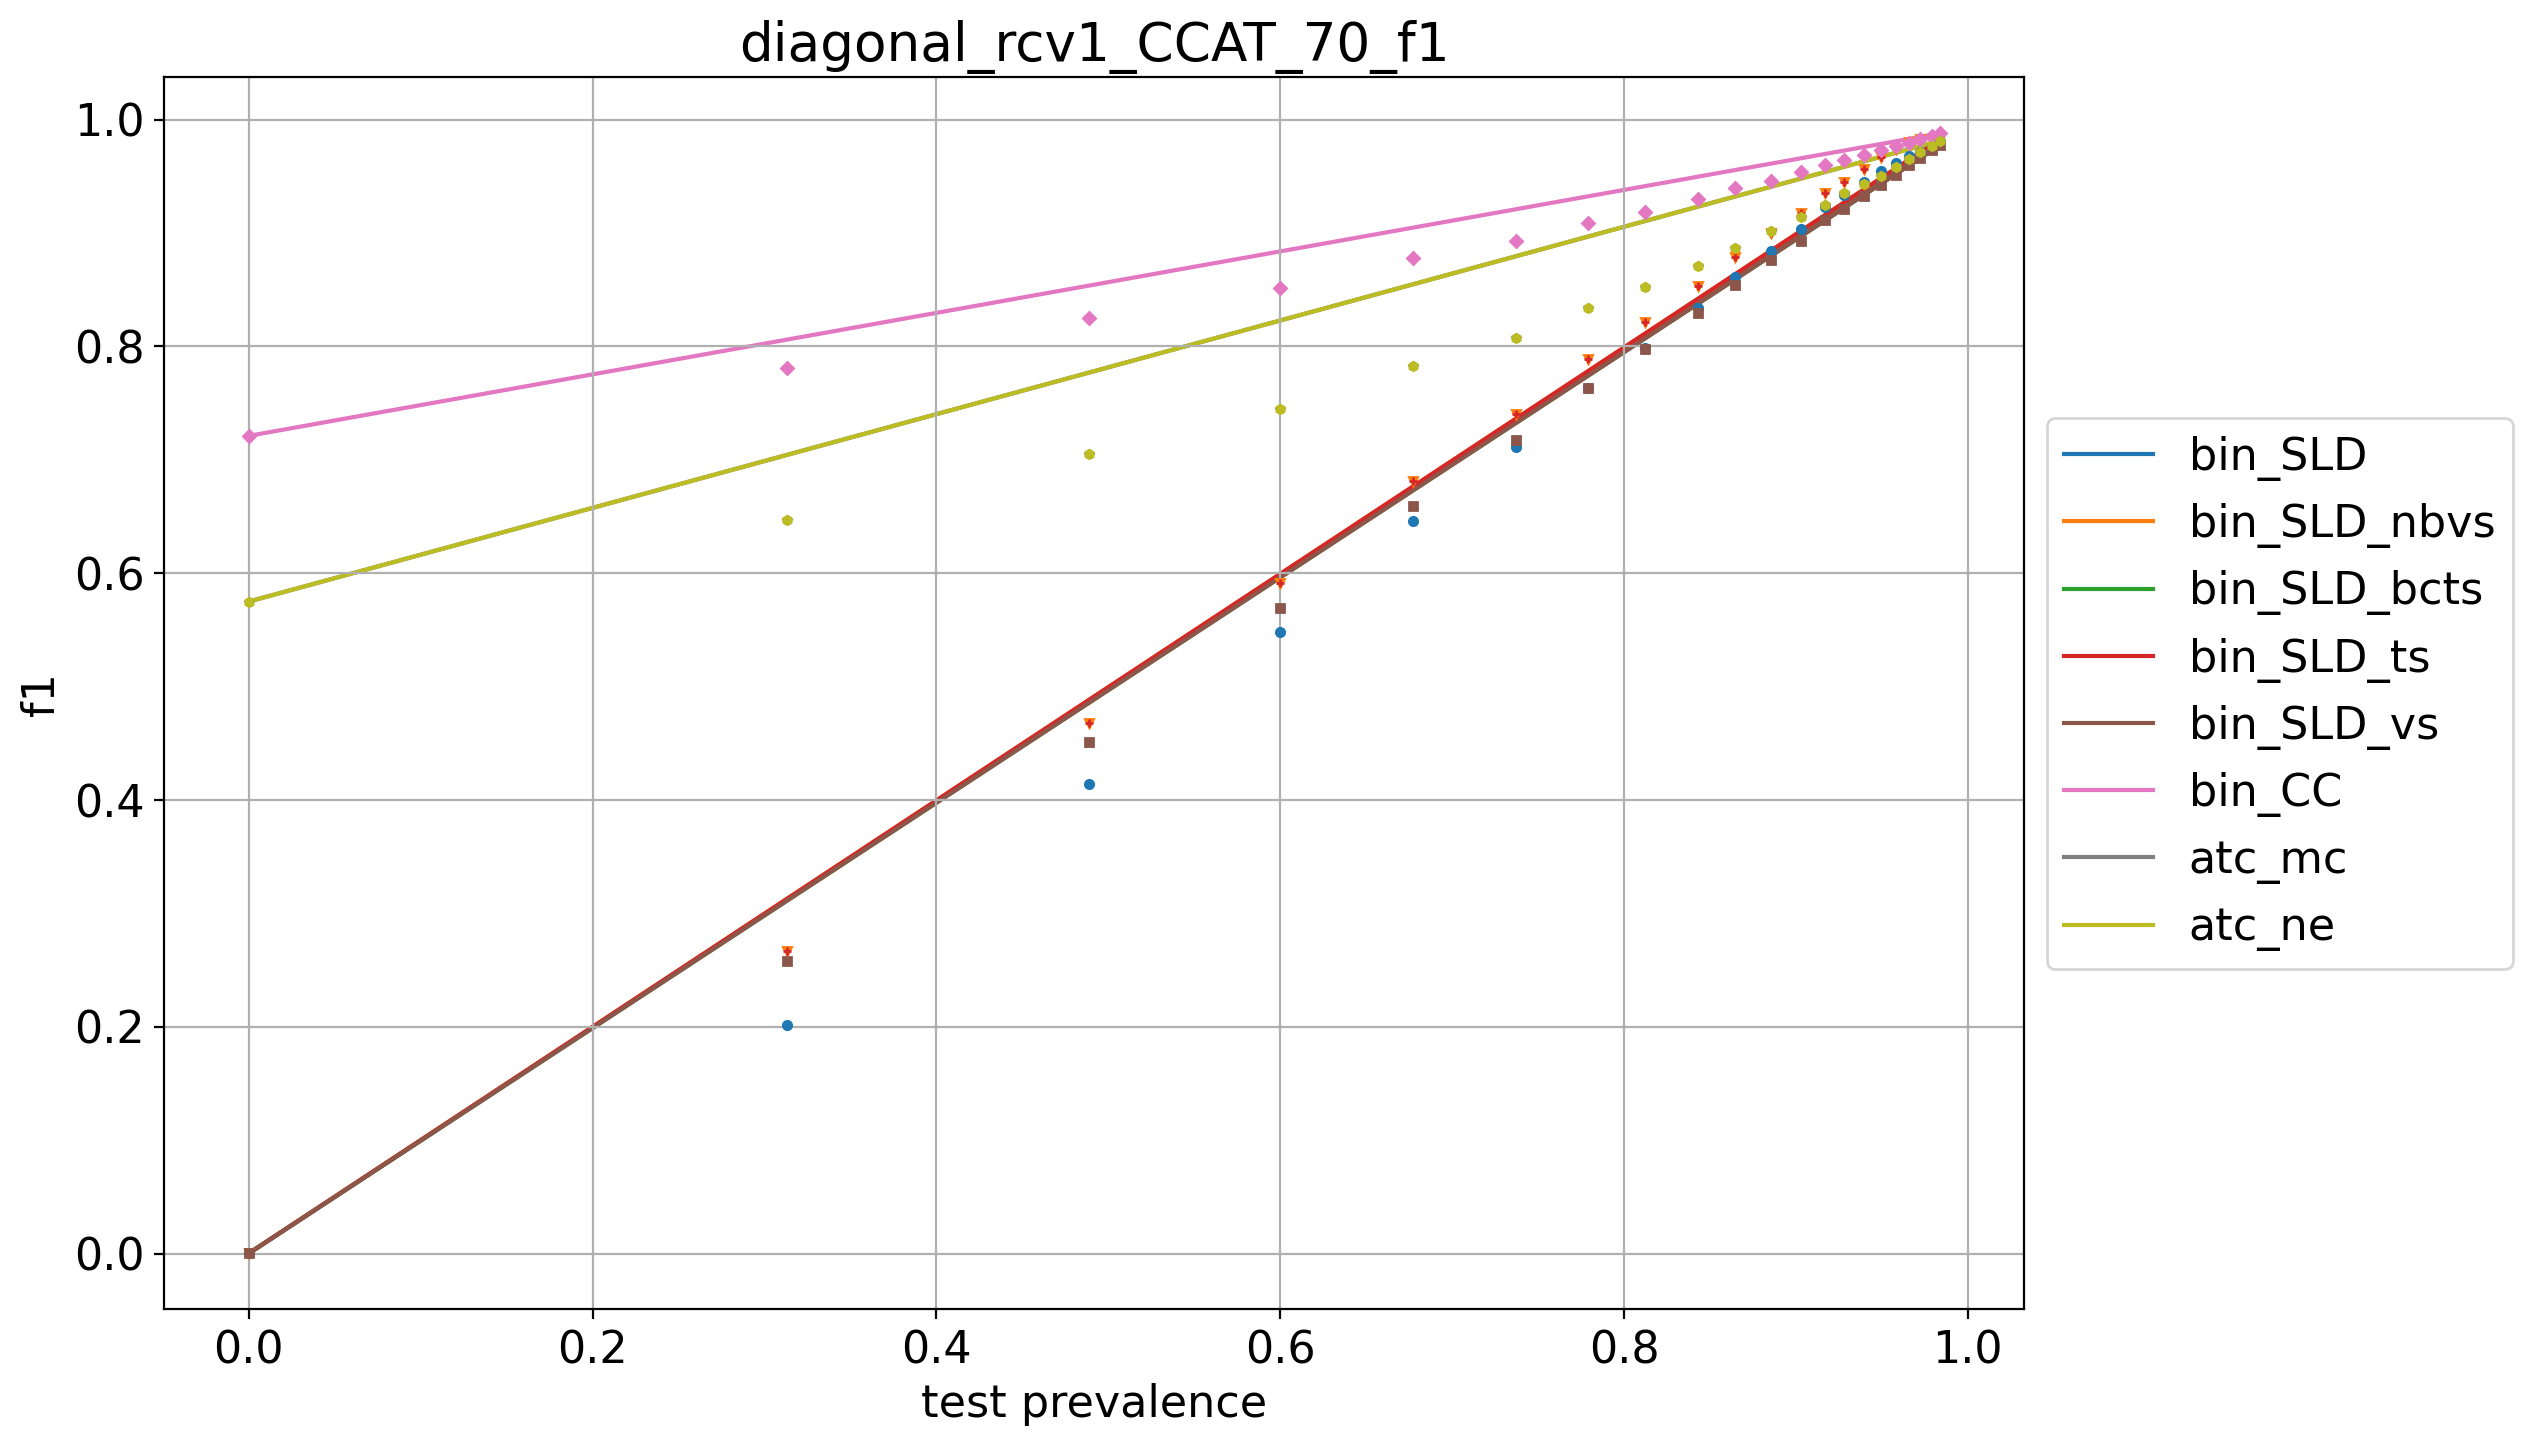 diagonal_rcv1_CCAT_70_f1
1.0
0.8
0.6
0.4
0.2
0.0
f1
0.0 0.2 0.4 0.6 0.8 1.0
test prevalence
bin_SLD
bin_SLD_nbvs
bin_SLD_bcts
bin_SLD_ts
bin_SLD_vs
bin_CC
atc_mc
atc_ne